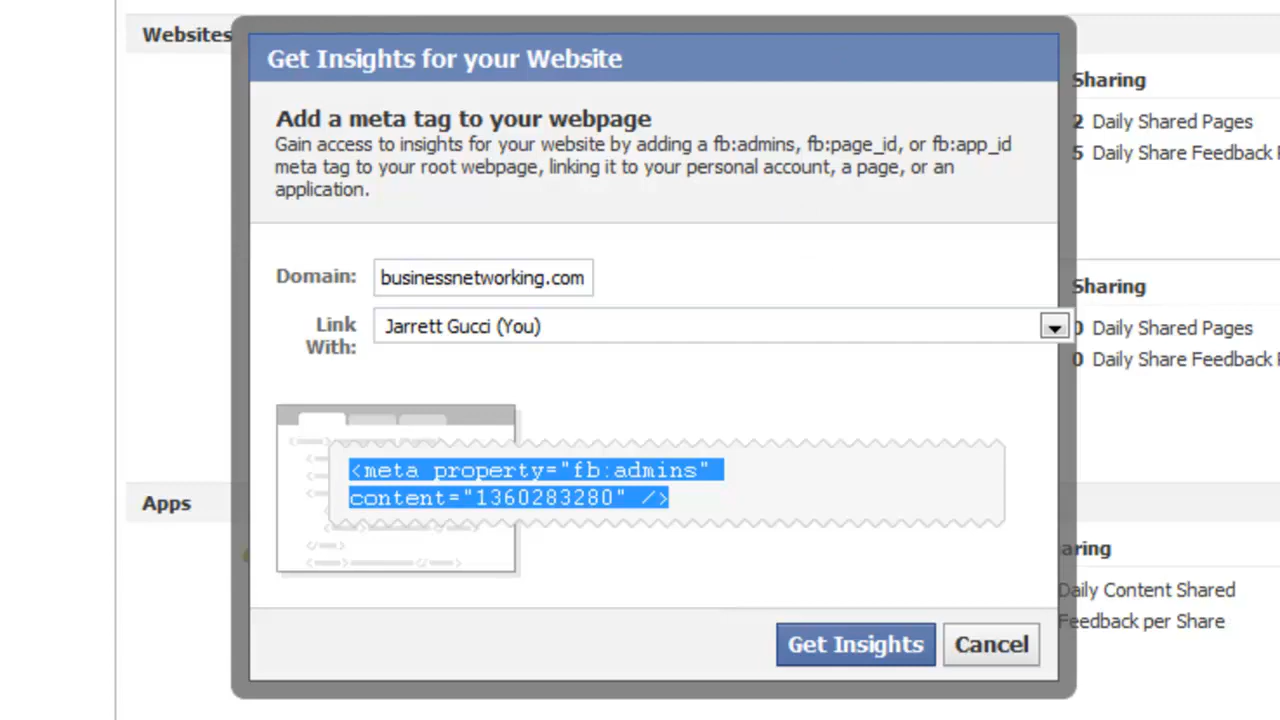 Websites
Get Insights for your Website
Add a meta tag to your webpage
Gain access to insights for your website by adding a fb:admins, fb:page_id, or fb:app_id
meta tag to your root webpage, linking it to your personal account, a page, or an
application.
Domain: businessnetworking.com
Link With: Jarrett Gucci (You)
<meta property="fb:admins"
content="1360283280" />
Get Insights Cancel
Sharing
2 Daily Shared Pages
5 Daily Share Feedback
Sharing
0 Daily Shared Pages
0 Daily Share Feedback
Apps
aring
Daily Content Shared
Feedback per Share